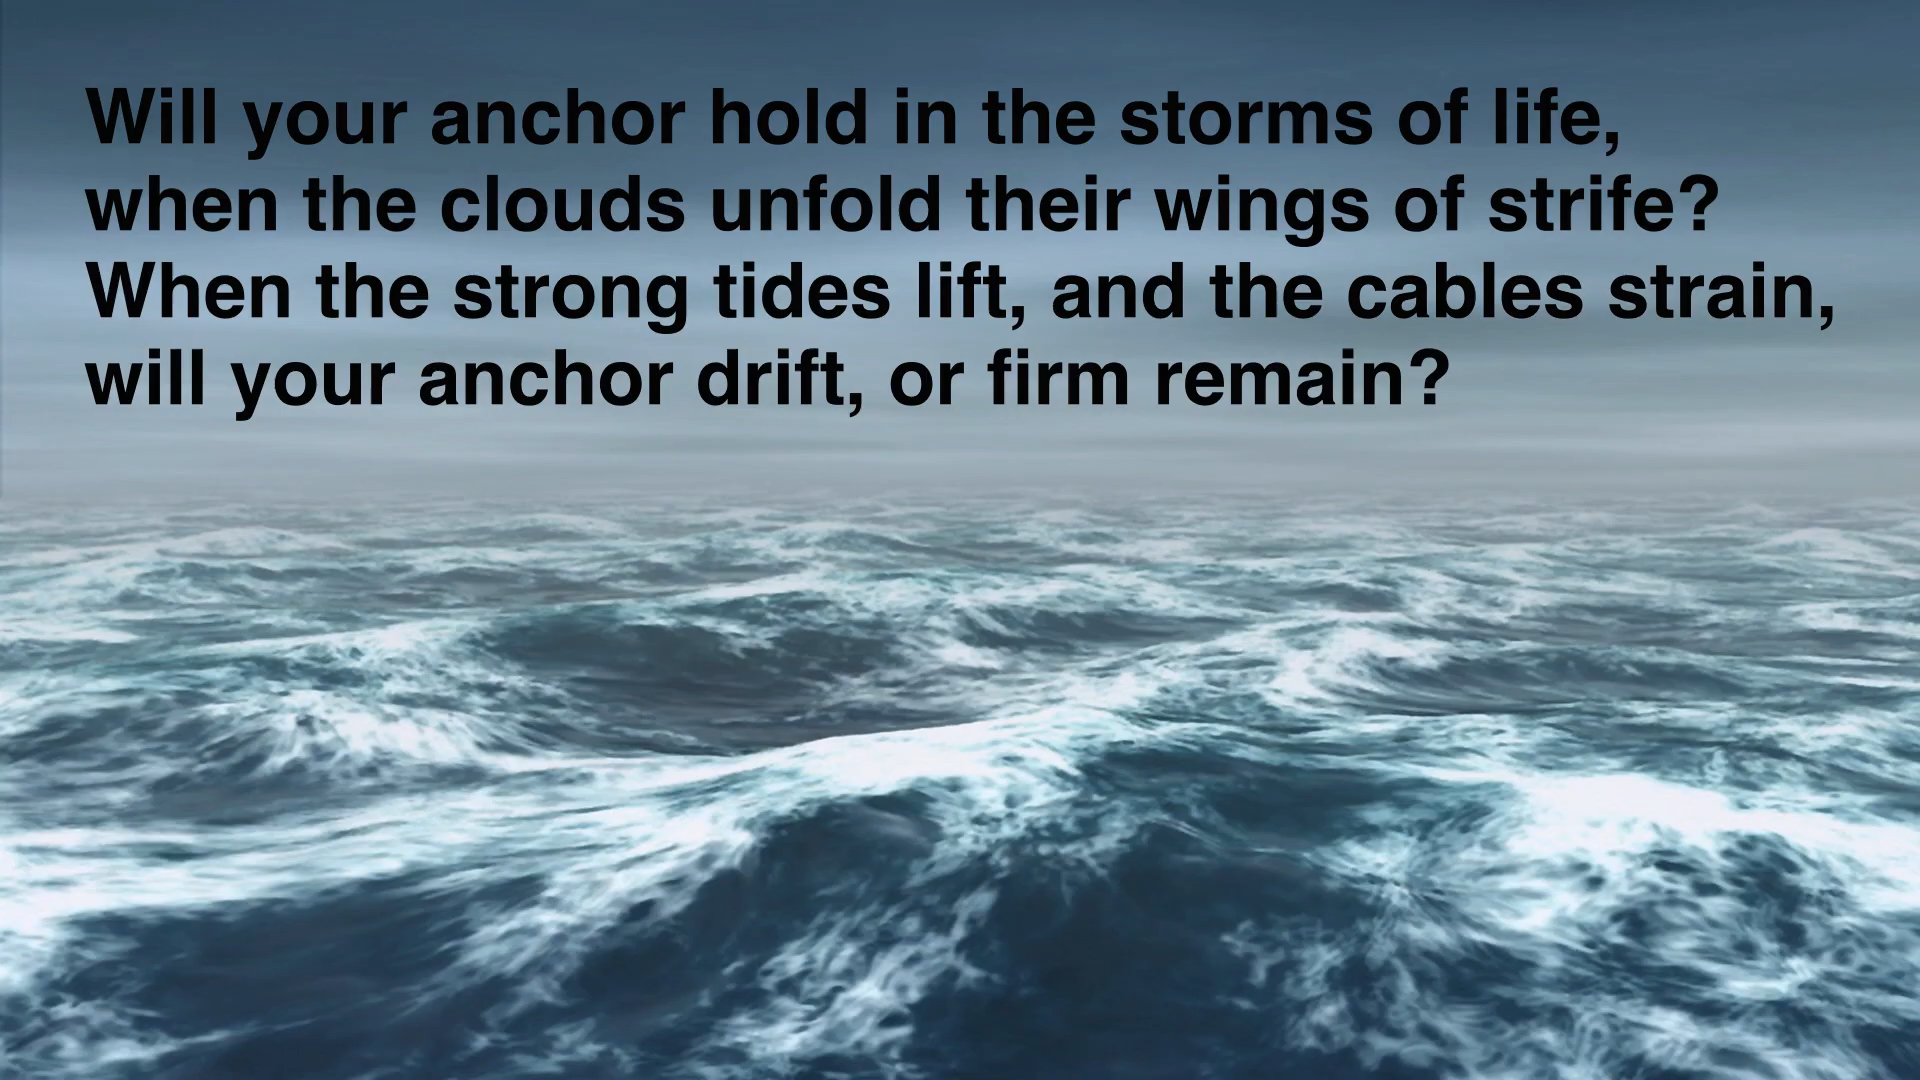 Will your anchor hold in the storms of life,
when the clouds unfold their wings of strife?
When the strong tides lift, and the cables strain,
will your anchor drift, or firm remain?